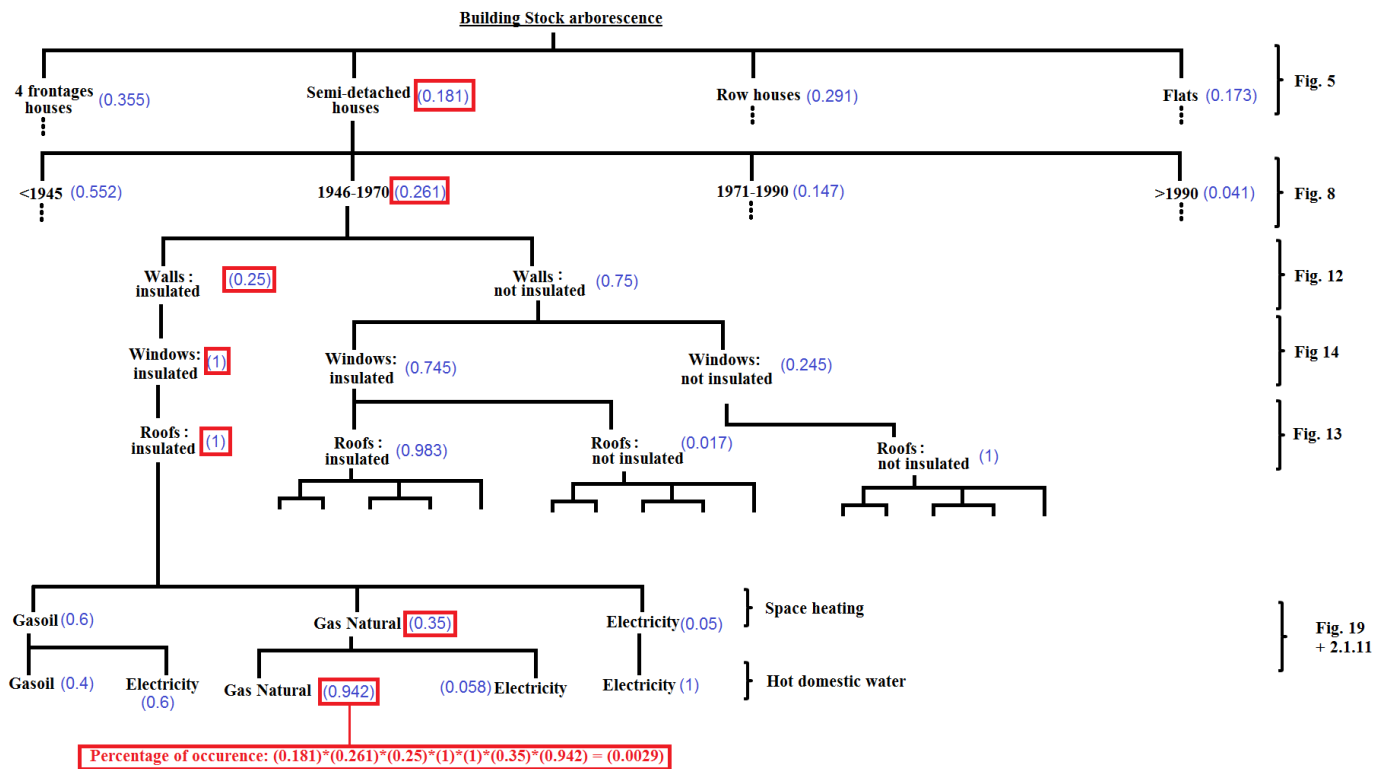 Building Stock arborescence
4 frontages
houses (0.355)
Semi-detached
houses (0.181)
Row houses (0.291)
Flats (0.173)
Fig. 5
<1945 (0.552)
1946-1970 (0.261)
1971-1990 (0.147)
>1990 (0.041)
Fig. 8
Walls :
insulated (0.25)
Walls :
not insulated (0.75)
Fig. 12
Windows:
insulated (1)
Windows:
insulated (0.745)
Windows:
not insulated (0.245)
Fig 14
Roofs :
insulated (1)
Roofs :
insulated (0.983)
Roofs :
not insulated (0.017)
Roofs :
not insulated (1)
Fig. 13
Gasoil (0.6)
Gas Natural (0.35)
Electricity (0.05)
Space heating
Gasoil (0.4)
Electricity
(0.6)
Gas Natural (0.942)
(0.058) Electricity
Electricity (1)
Hot domestic water
Fig. 19
+ 2.1.11
Percentage of occurence: (0.181)*(0.261)*(0.25)*(1)*(1)*(0.35)*(0.942) = (0.0029)